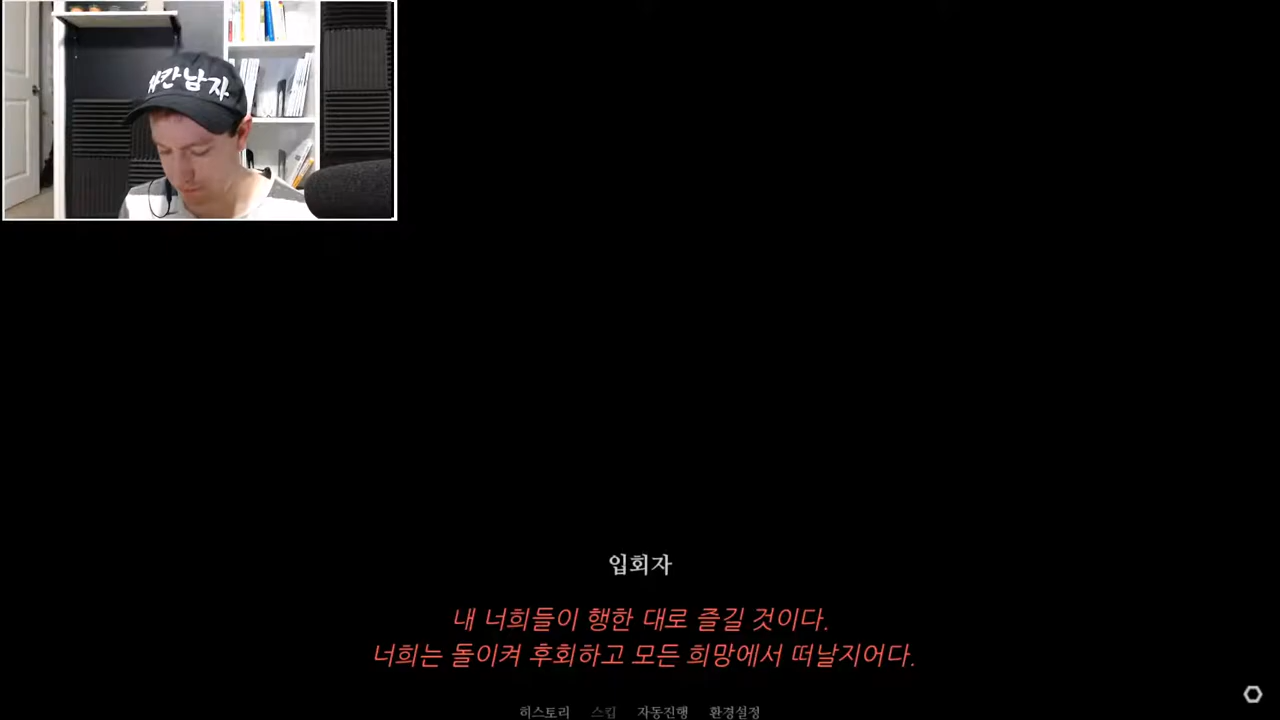 남자
입회자
내 너희들이 행한 대로 즐길 것이다.
너희는 돌이켜 후회하고 모든 희망에서 떠날지어다.
히스토리 스킵 자동진행 환경설정